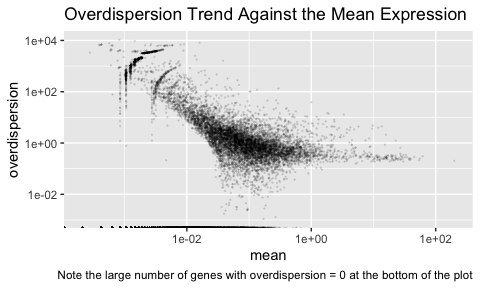 Overdispersion Trend Against the Mean Expression
1e+04
1e+02
1e+00
1e-02
overdispersion
1e-02
1e+00
1e+02
mean
Note the large number of genes with overdispersion = 0 at the bottom of the plot